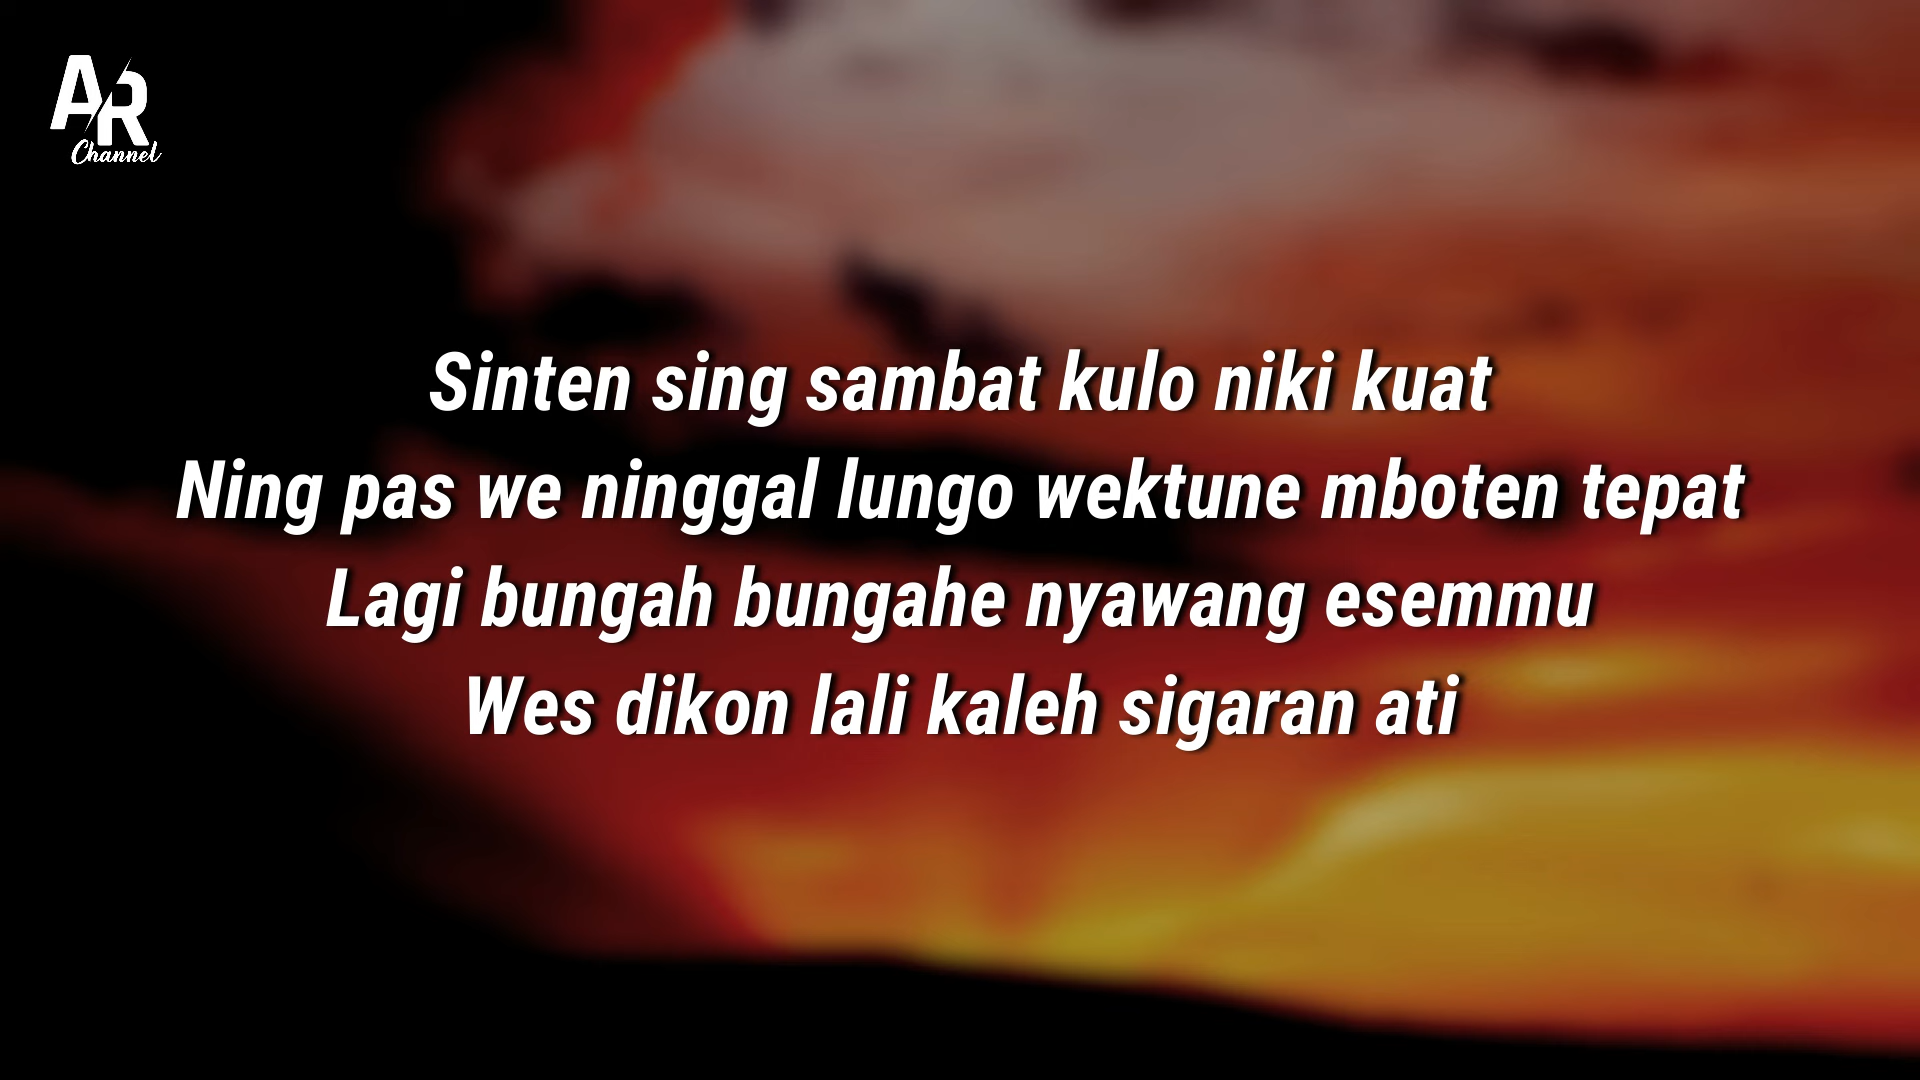 AR
Channel
Sinten sing sambat kulo niki kuat
Ning pas we ninggal lungo wektune mboten tepat
Lagi bungah bungahe nyawang esemmu
Wes dikon lali kaleh sigaran ati